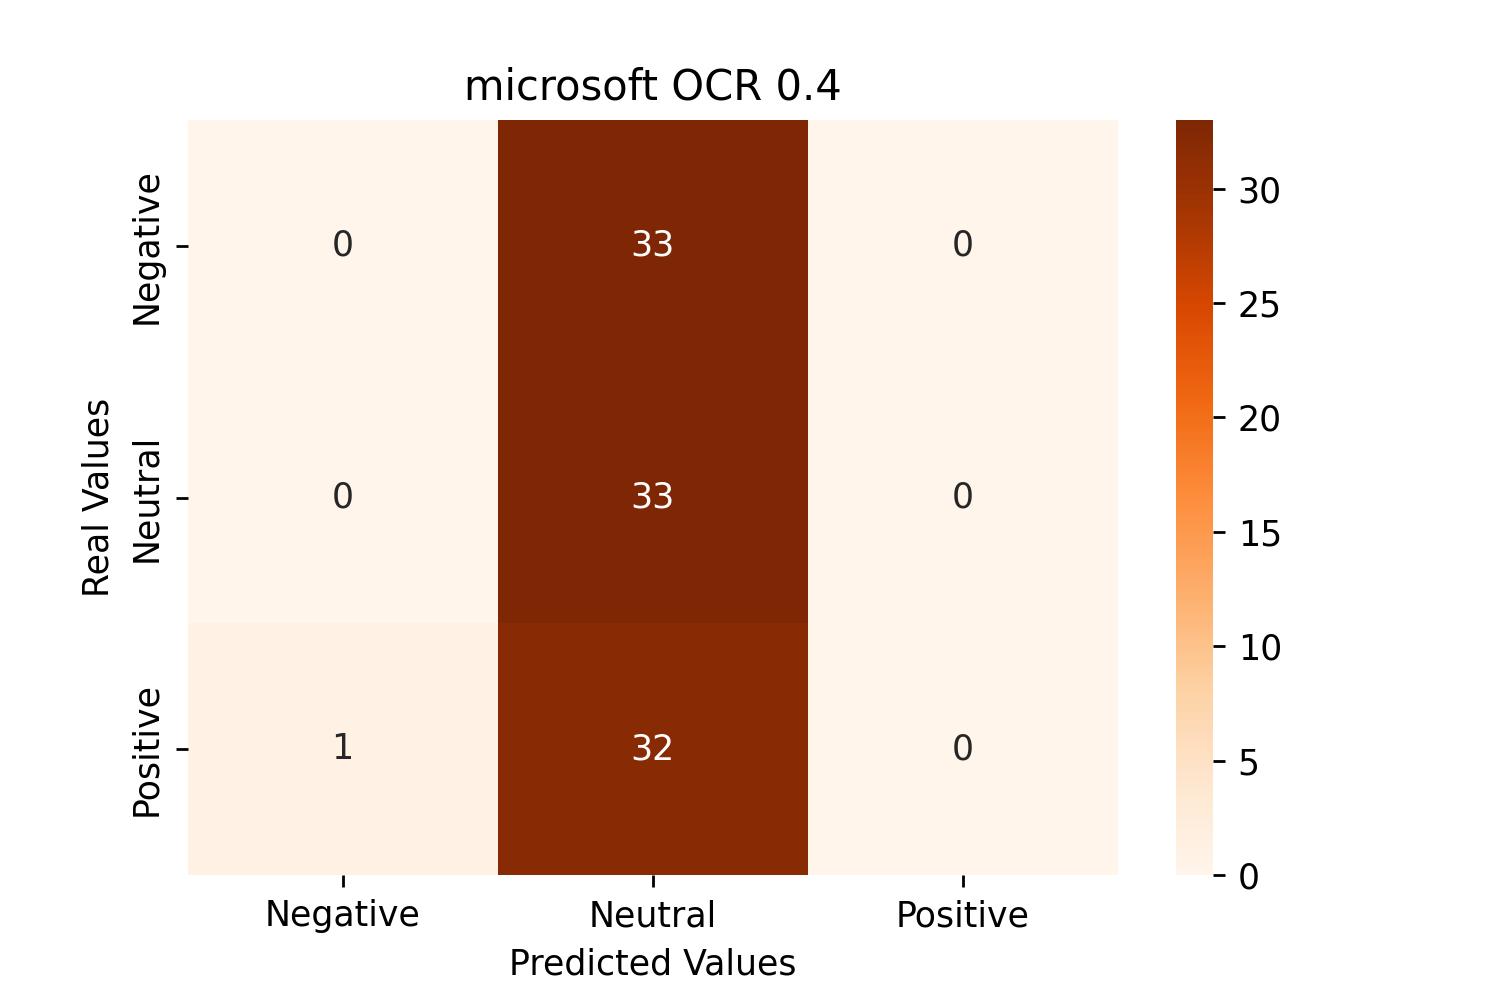 microsoft OCR 0.4
Real Values
Negative
0 33 0
Neutral
0 33 0
Positive
1 32 0
Negative Neutral Positive
Predicted Values
30
25
20
15
10
5
0